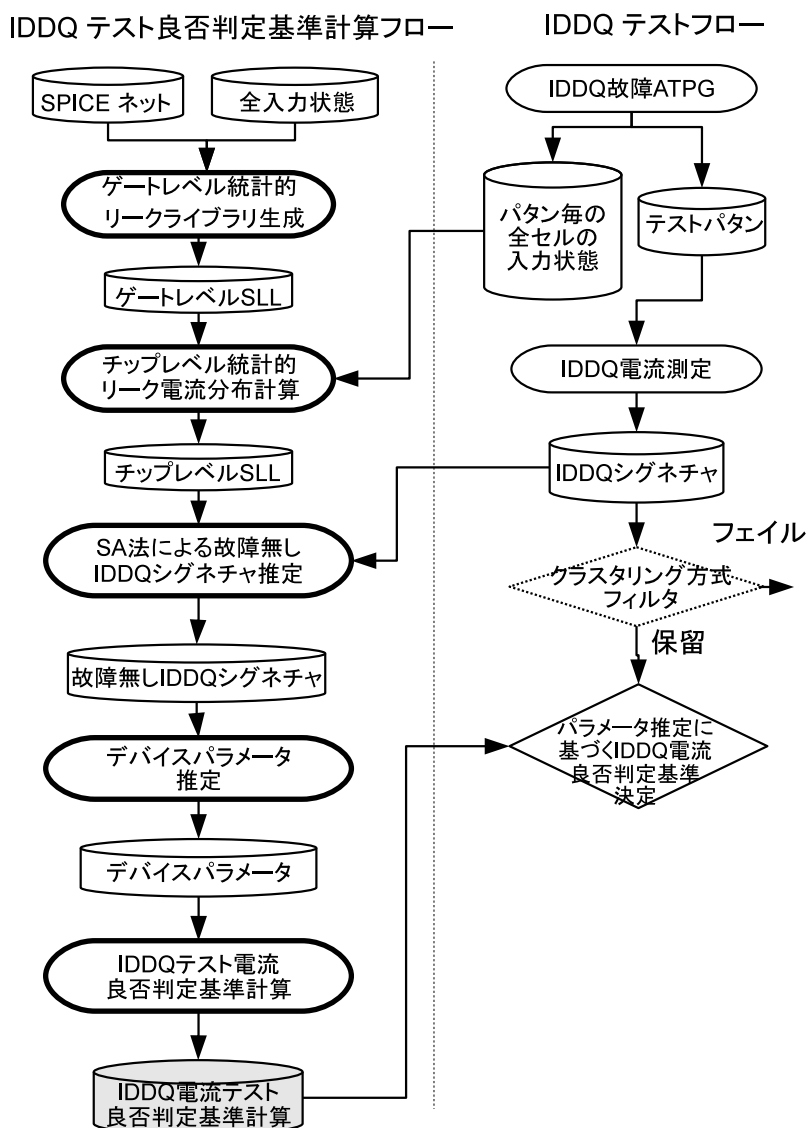 IDDQ テスト良否判定基準計算フロー
SPICE ネット
全入力状態
ゲートレベル統計的
リークライブラリ生成
ゲートレベルSLL
チップレベル統計的
リーク電流分布計算
チップレベルSLL
SA法による故障無し
IDDQシグネチャ推定
故障無しIDDQシグネチャ
デバイスパラメータ
推定
デバイスパラメータ
IDDQテスト電流
良否判定基準計算
IDDQ電流テスト
良否判定基準計算
IDDQ テストフロー
IDDQ故障ATPG
パタン毎の
全セルの
入力状態
テストパタン
IDDQ電流測定
IDDQシグネチャ
フェイル
クラスタリング方式
フィルタ
保留
パラメータ推定に
基づくIDDQ電流
良否判定基準
決定